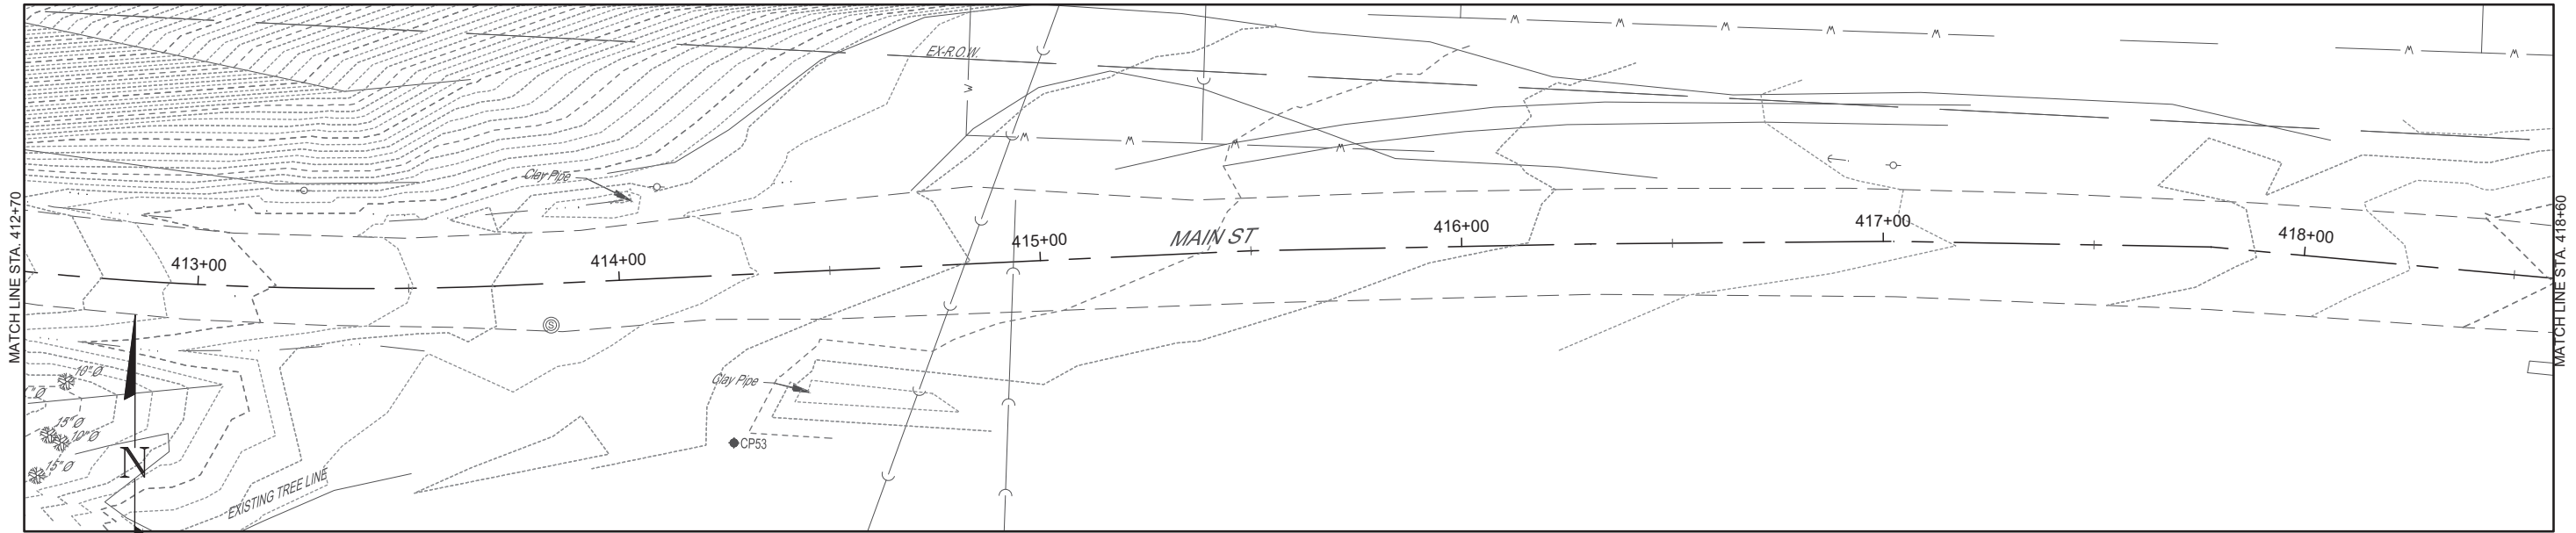 EX-R.O.W.
Clay Pipe
MATCH LINE STA. 412+70
MATCH LINE STA. 418+60
413+00
414+00
415+00
MAIN ST
416+00
417+00
418+00
S
10" Ø
" Ø
15" Ø
10" Ø
15" Ø
Clay Pipe
CP53
N
EXISTING TREE LINE